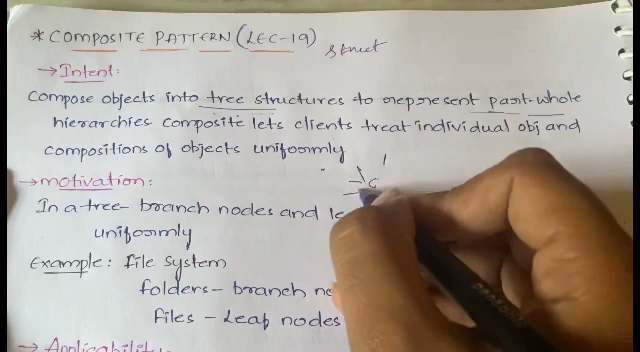 * COMPOSITE PATTERN (LEC-19) struct
→ Intent:
Compose objects into tree structures to represent part-whole
hierarchies composite lets clients treat individual obj and
compositions of objects uniformly
→ motivation:
In a tree- branch nodes and le
uniformly
Example: file system
folders - branch no
files - Leaf nodes
→ Applicability